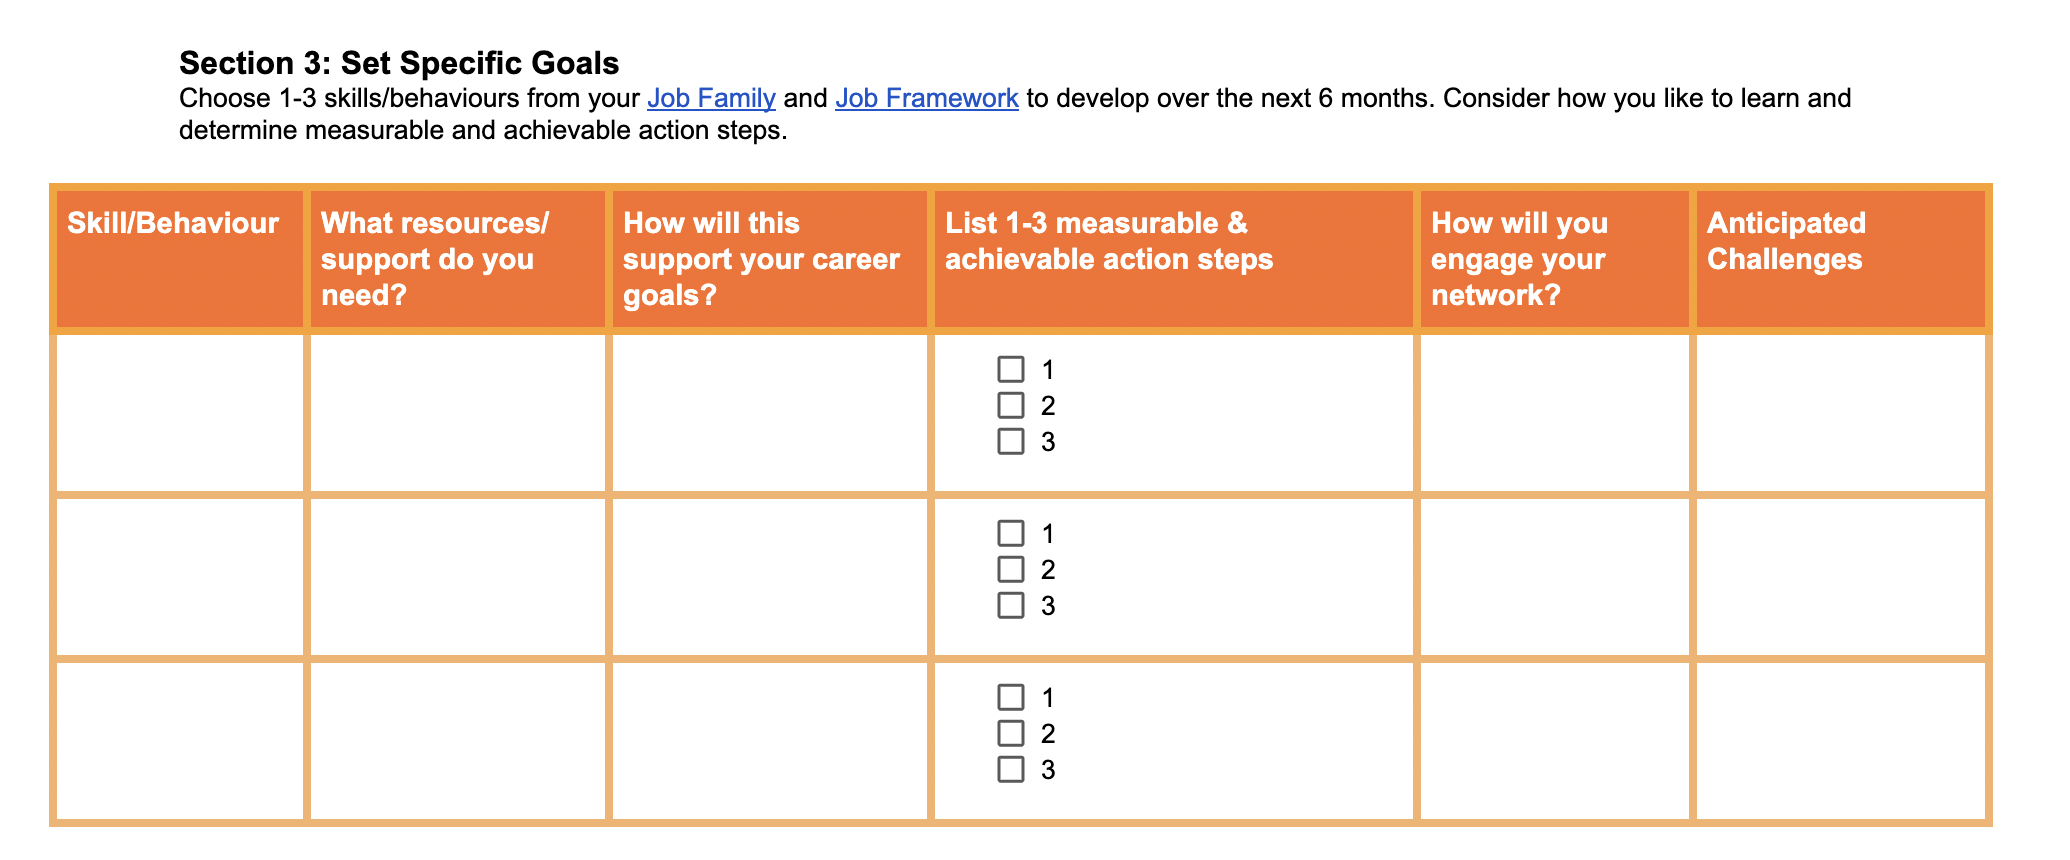 Section 3: Set Specific Goals
Choose 1-3 skills/behaviours from your Job Family and Job Framework to develop over the next 6 months. Consider how you like to learn and
determine measurable and achievable action steps.
Skill/Behaviour
What resources/
support do you
need?
How will this
support your career
goals?
List 1-3 measurable &
achievable action steps
How will you
engage your
network?
Anticipated
Challenges
1
2
3
1
2
3
1
2
3